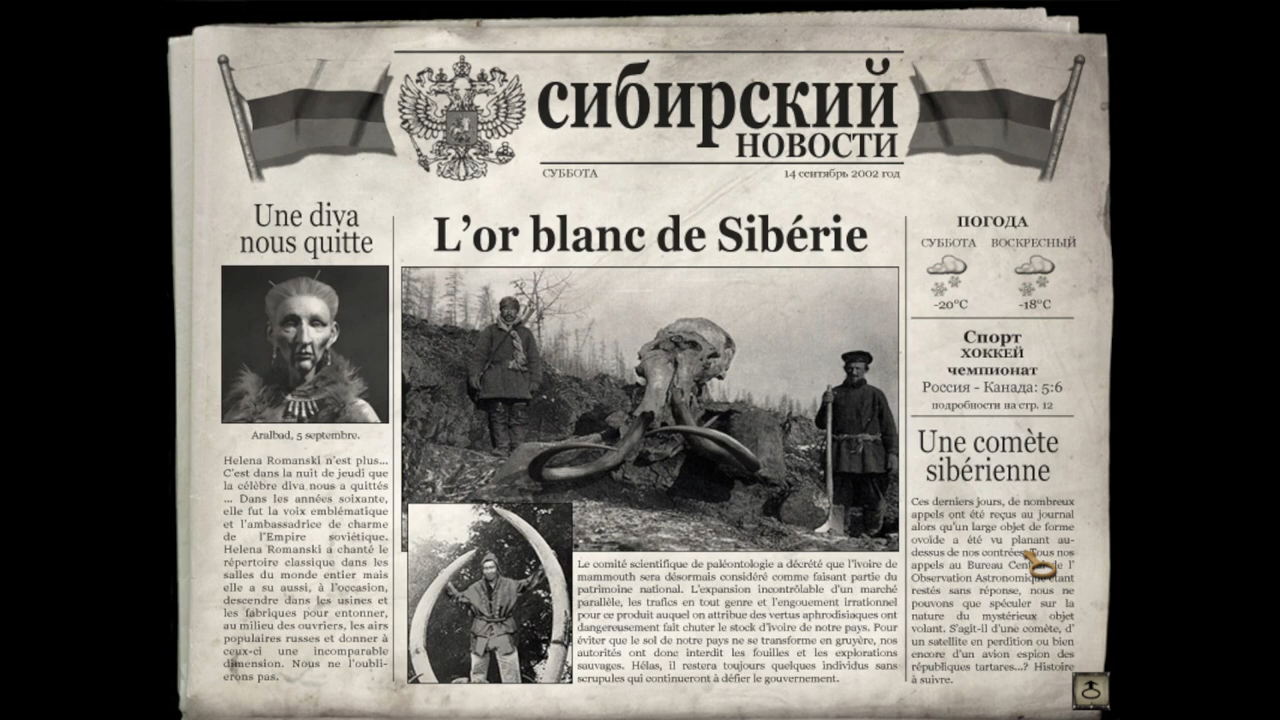 сибирский
новости
СУББОТА
14 сентябрь 2002 год
Une diva
nous quitte
Aralbad, 5 septembre.
Helena Romanski n'est plus...
C'est dans la nuit de jeudi que
la célèbre diva nous a quittés
... Dans les années soixante,
elle fut la voix emblématique
et l'ambassadrice de charme
de l'Empire soviétique.
Helena Romanski a chanté le
répertoire classique dans les
salles du monde entier mais
elle a su aussi, à l'occasion,
descendre dans les usines et
les fabriques pour entonner,
au milieu des ouvriers, les airs
populaires russes et donner à
ceux-ci une incomparable
dimension. Nous ne l'oubli-
erons pas.
L'or blanc de Sibérie
Le comité scientifique de paléontologie a décrété que l'ivoire de
mammouth sera désormais considéré comme faisant partie du
patrimoine national. L'expansion incontrôlable d'un marché
parallèle, les trafics en tout genre et l'engouement irrationnel
pour ce produit auquel on attribue des vertus aphrodisiaques ont
dangereusement fait chuter le stock d'ivoire de notre pays. Pour
éviter que le sol de notre pays ne se transforme en gruyère, nos
autorités ont donc interdit les fouilles et les explorations
sauvages. Hélas, il restera toujours quelques individus sans
scrupules qui continueront à défier le gouvernement.
ПОГОДА
СУББОТА ВОСКРЕСНЫЙ
-20°C -18°C
Спорт
ХОККЕЙ
чемпионат
Россия - Канада: 5:6
подробности на стр. 12
Une comète
sibérienne
Ces derniers jours, de nombreux
appels ont été reçus au journal
alors qu'un large objet de forme
ovoïde a été vu planant au-
dessus de nos contrées. Tous nos
appels au Bureau de l'
Observation Astronomique étant
restés sans réponse, nous ne
pouvons que spéculer sur la
nature du mystérieux objet
volant. S'agit-il d'une comète, d'
un satellite en perdition ou bien
encore d'un avion espion des
républiques tartares...? Histoire
à suivre.